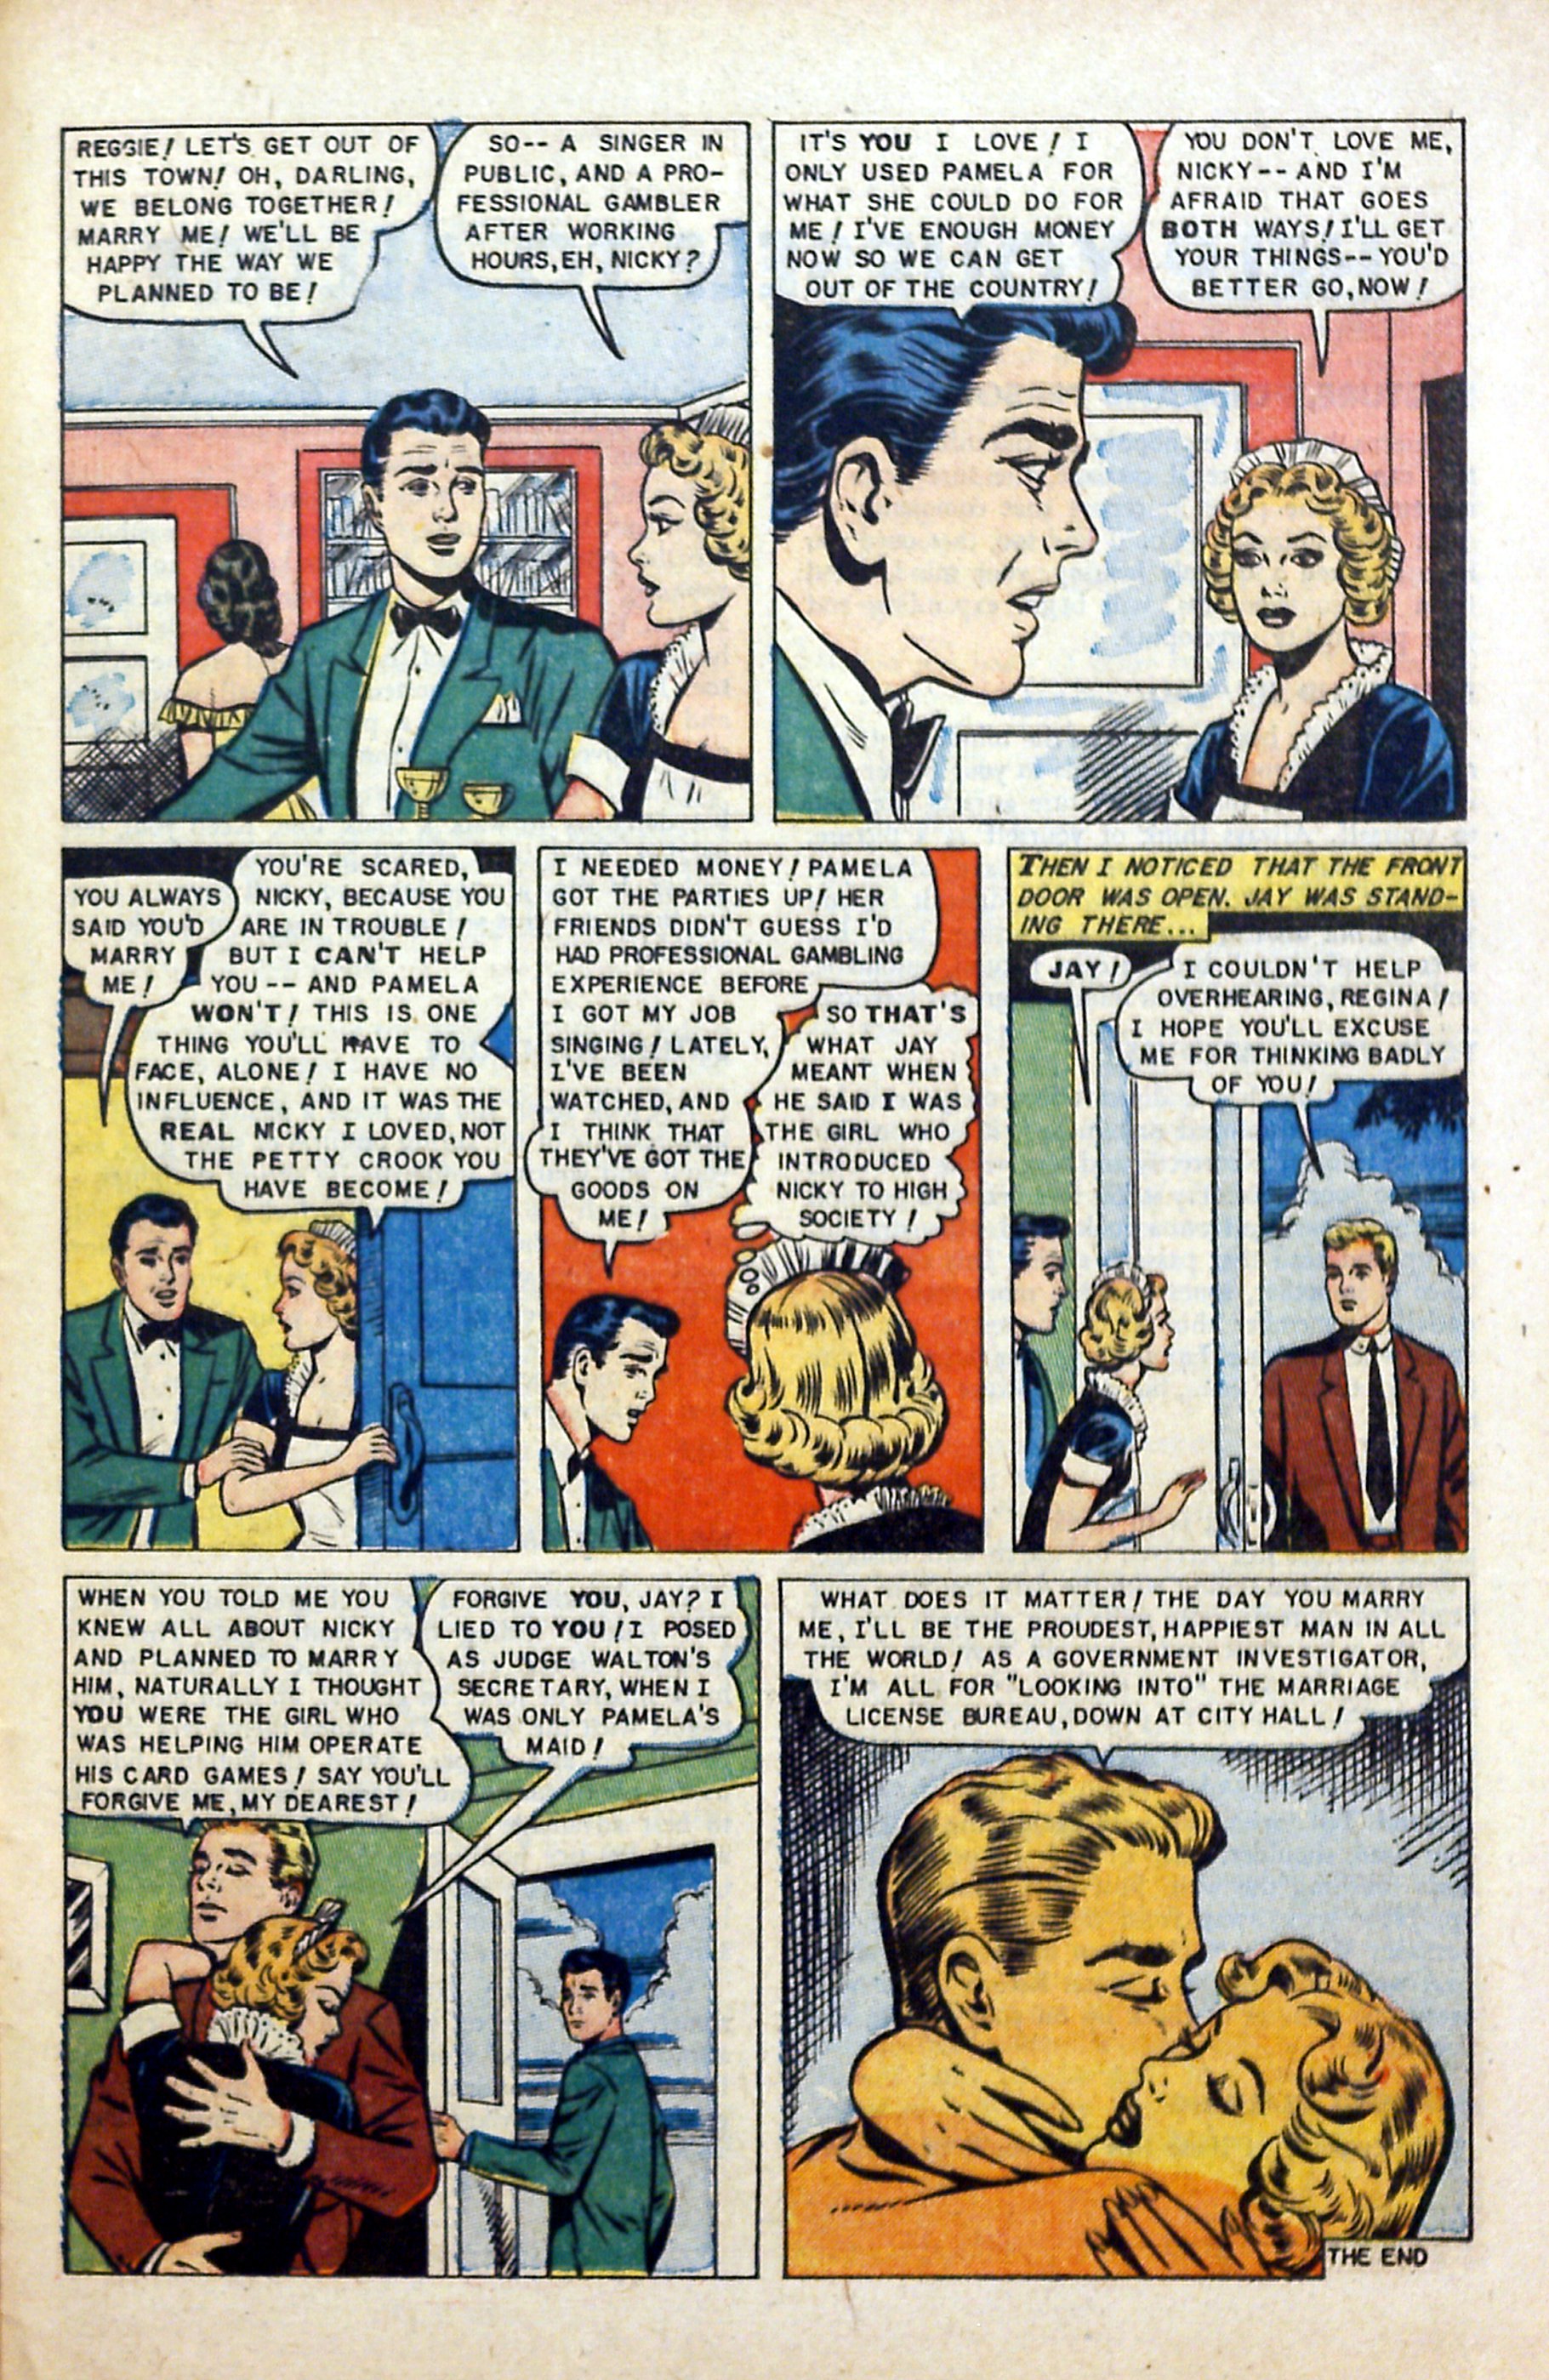 REGGIE! LET'S GET OUT OF
THIS TOWN! OH, DARLING,
WE BELONG TOGETHER!
MARRY ME! WE'LL BE
HAPPY THE WAY WE
PLANNED TO BE!
SO-- A SINGER IN
PUBLIC, AND A PRO-
FESSIONAL GAMBLER
AFTER WORKING
HOURS, EH, NICKY?
IT'S YOU I LOVE! I
ONLY USED PAMELA FOR
WHAT SHE COULD DO FOR
ME! I'VE ENOUGH MONEY
NOW SO WE CAN GET
OUT OF THE COUNTRY!
YOU DON'T LOVE ME,
NICKY-- AND I'M
AFRAID THAT GOES
BOTH WAYS! I'LL GET
YOUR THINGS-- YOU'D
BETTER GO, NOW!
YOU ALWAYS
SAID YOU'D
MARRY
ME!
YOU'RE SCARED,
NICKY, BECAUSE YOU
ARE IN TROUBLE!
BUT I CAN'T HELP
YOU -- AND PAMELA
WON'T! THIS IS ONE
THING YOU'LL HAVE TO
FACE, ALONE! I HAVE NO
INFLUENCE, AND IT WAS THE
REAL NICKY I LOVED, NOT
THE PETTY CROOK YOU
HAVE BECOME!
I NEEDED MONEY! PAMELA
GOT THE PARTIES UP! HER
FRIENDS DIDN'T GUESS I'D
HAD PROFESSIONAL GAMBLING
EXPERIENCE BEFORE
I GOT MY JOB
SINGING! LATELY,
I'VE BEEN
WATCHED, AND
I THINK THAT
THEY'VE GOT THE
GOODS ON
ME!
SO THAT'S
WHAT JAY
MEANT WHEN
HE SAID I WAS
THE GIRL WHO
INTRODUCED
NICKY TO HIGH
SOCIETY!
THEN I NOTICED THAT THE FRONT
DOOR WAS OPEN. JAY WAS STAND-
ING THERE...
JAY!
I COULDN'T HELP
OVERHEARING, REGINA!
I HOPE YOU'LL EXCUSE
ME FOR THINKING BADLY
OF YOU!
WHEN YOU TOLD ME YOU
KNEW ALL ABOUT NICKY
AND PLANNED TO MARRY
HIM, NATURALLY I THOUGHT
YOU WERE THE GIRL WHO
WAS HELPING HIM OPERATE
HIS CARD GAMES! SAY YOU'LL
FORGIVE ME, MY DEAREST!
FORGIVE YOU, JAY? I
LIED TO YOU! I POSED
AS JUDGE WALTON'S
SECRETARY, WHEN I
WAS ONLY PAMELA'S
MAID!
WHAT DOES IT MATTER! THE DAY YOU MARRY
ME, I'LL BE THE PROUDEST, HAPPIEST MAN IN ALL
THE WORLD! AS A GOVERNMENT INVESTIGATOR,
I'M ALL FOR "LOOKING INTO" THE MARRIAGE
LICENSE BUREAU, DOWN AT CITY HALL!
THE END